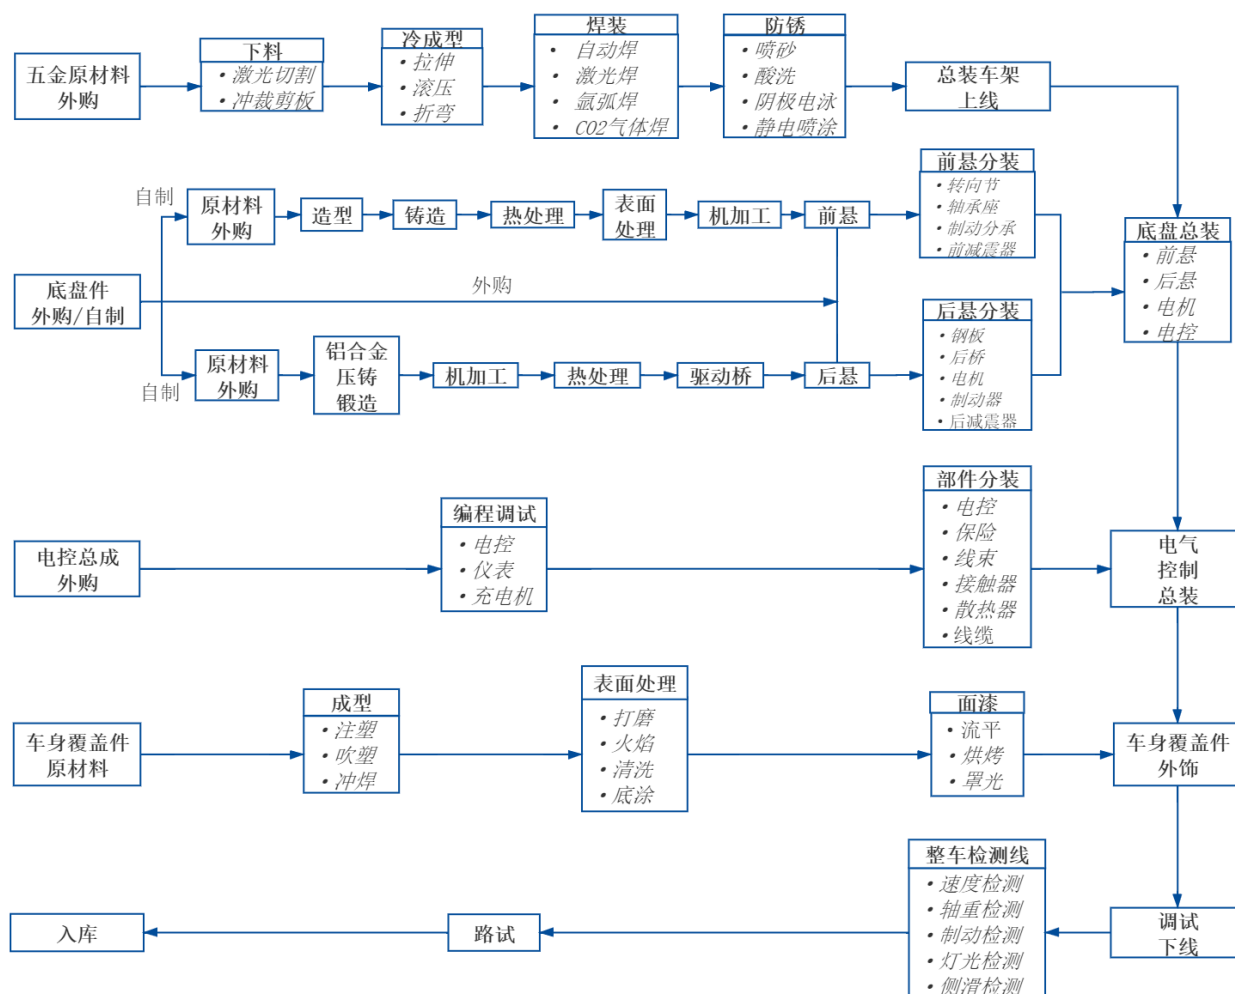 五金原材料
外购
下料
• 激光切割
• 冲裁剪板
冷成型
• 拉伸
• 滚压
• 折弯
焊装
• 自动焊
• 激光焊
• 氩弧焊
• CO2气体焊
防锈
• 喷砂
• 酸洗
• 阴极电泳
• 静电喷涂
总装车架
上线
底盘件
外购/自制
自制
原材料
外购
造型
铸造
热处理
表面
处理
机加工
前悬
前悬分装
• 转向节
• 轴承座
• 制动分承
• 前减震器
外购
自制
原材料
外购
铝合金
压铸
锻造
机加工
热处理
驱动桥
后悬
后悬分装
• 钢板
• 后桥
• 电机
• 制动器
• 后减震器
底盘总装
• 前悬
• 后悬
• 电机
• 电控
电控总成
外购
编程调试
• 电控
• 仪表
• 充电机
部件分装
• 电控
• 保险
• 线束
• 接触器
• 散热器
• 线缆
电气
控制
总装
车身覆盖件
原材料
成型
• 注塑
• 吹塑
• 冲焊
表面处理
• 打磨
• 火焰
• 清洗
• 底涂
面漆
• 流平
• 烘烤
• 罩光
车身覆盖件
外饰
调试
下线
整车检测线
• 速度检测
• 轴重检测
• 制动检测
• 灯光检测
• 侧滑检测
路试
入库